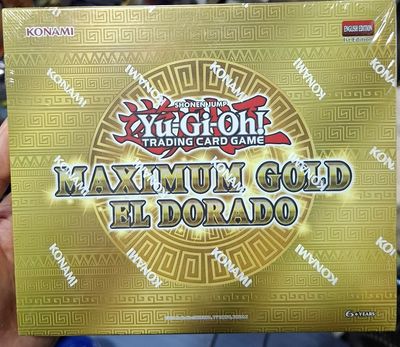 KONAMI
ENGLISH EDITION
1st Edition
SHONEN JUMP
Yu-Gi-Oh!
TRADING CARD GAME
MAXIMUM GOLD
EL DORADO
KONAMI
KONAMI
KONAMI
KONAMI
KONAMI
KONAMI
KONAMI
KONAMI
6+ YEARS